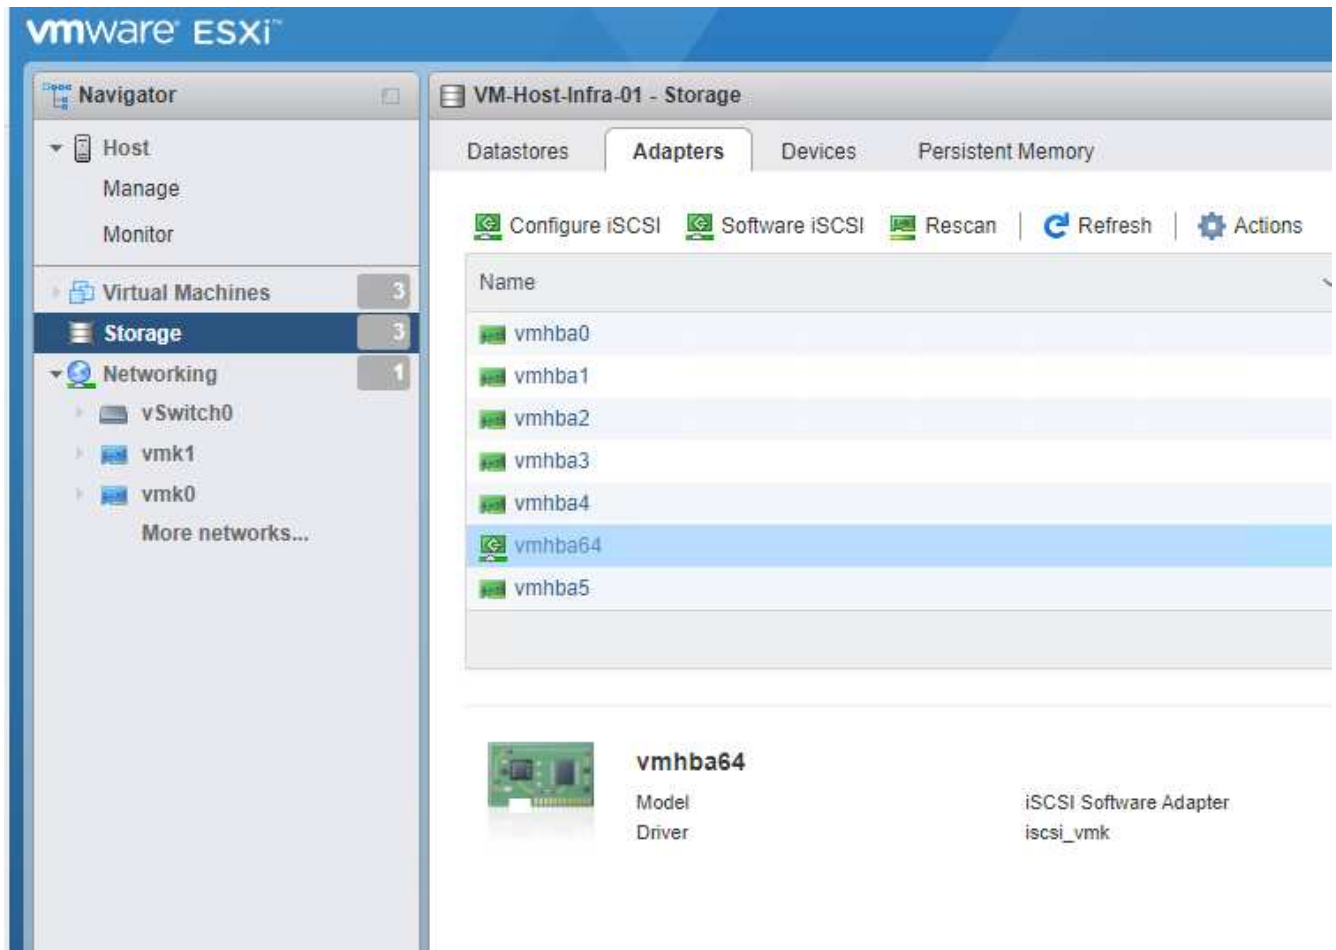 vmware ESXi™
Navigator
Host
Manage
Monitor
Virtual Machines 3
Storage 3
Networking 1
vSwitch0
vmk1
vmk0
More networks...
VM-Host-Infra-01 - Storage
Datastores Adapters Devices Persistent Memory
Configure iSCSI Software iSCSI Rescan Refresh Actions
Name
vmhba0
vmhba1
vmhba2
vmhba3
vmhba4
vmhba64
vmhba5
vmhba64
Model iSCSI Software Adapter
Driver iscsi_vmk